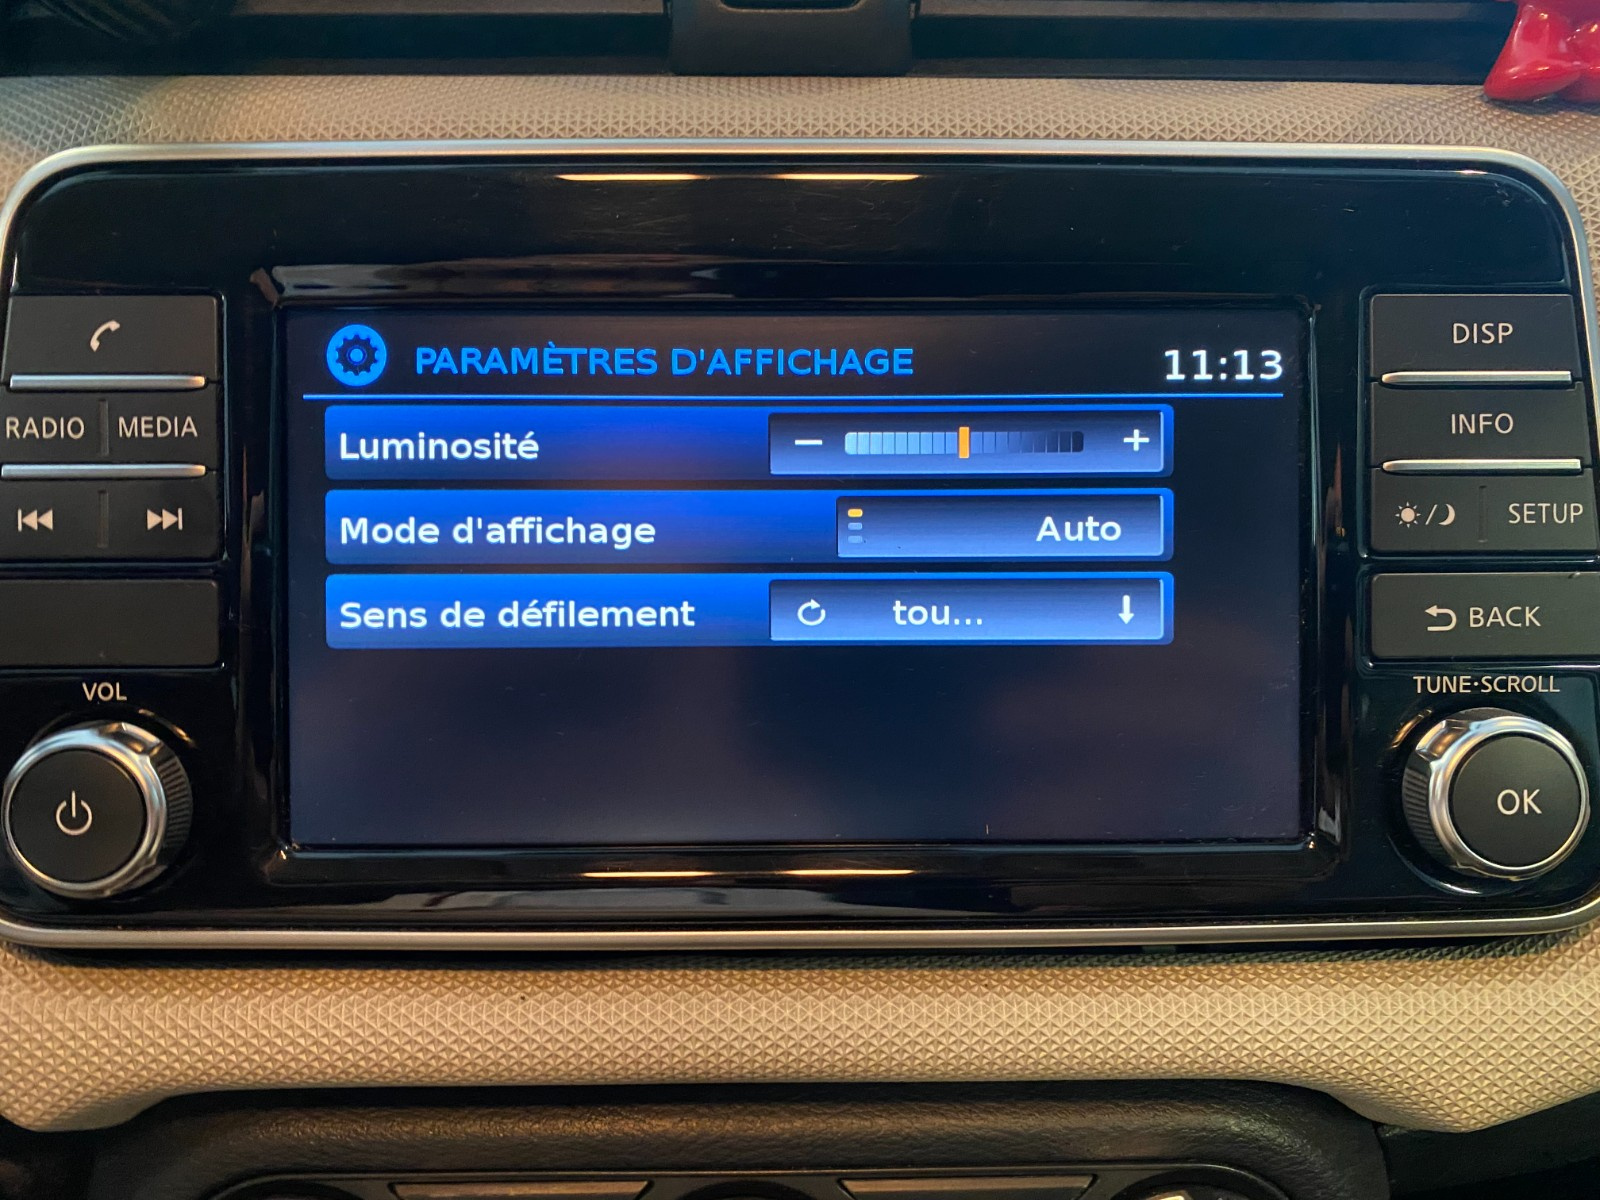 PARAMÈTRES D'AFFICHAGE 11:13
Luminosité − +
Mode d'affichage Auto
Sens de défilement tou...
RADIO MEDIA
VOL
DISP
INFO
SETUP
BACK
TUNE·SCROLL
OK